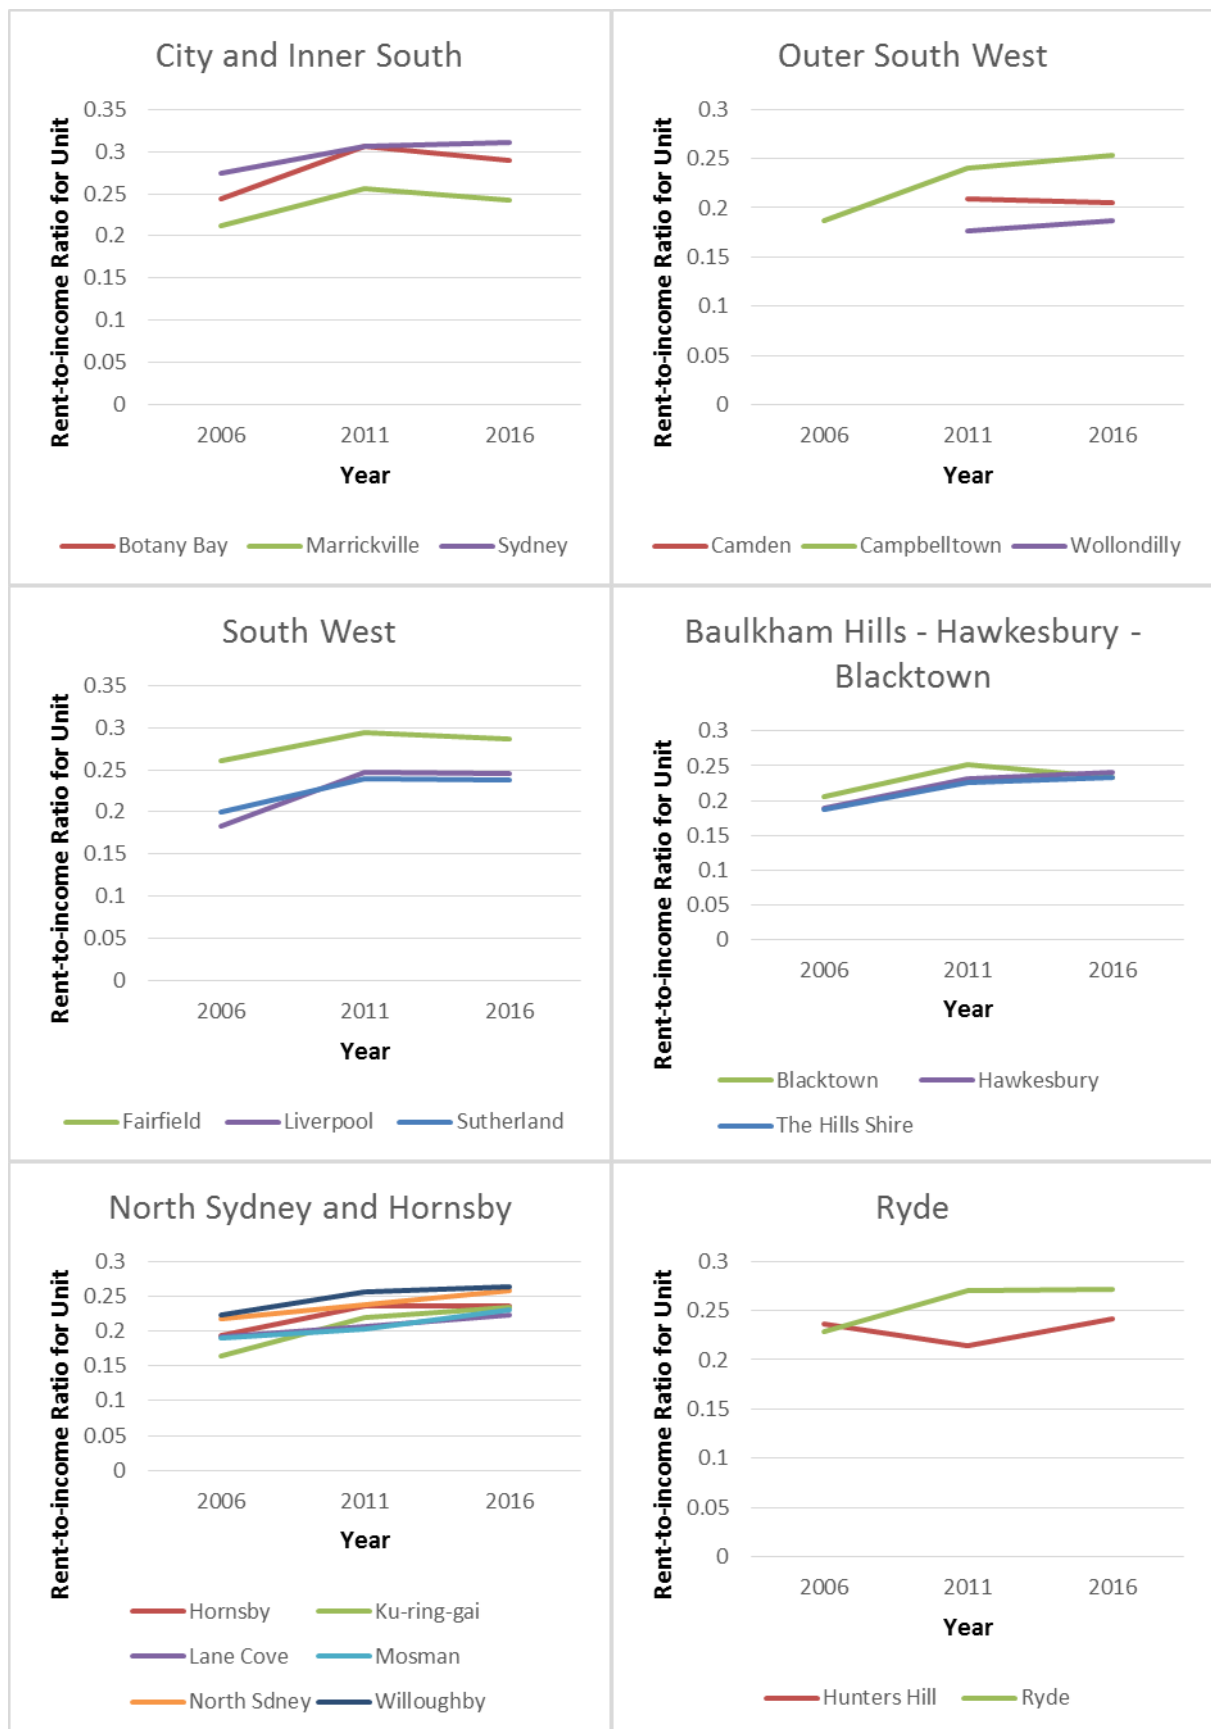 City and Inner South
Rent-to-income Ratio for Unit
0.35
0.3
0.25
0.2
0.15
0.1
0.05
0
2006 2011 2016
Year
Botany Bay Marrickville Sydney
Outer South West
Rent-to-income Ratio for Unit
0.3
0.25
0.2
0.15
0.1
0.05
0
2006 2011 2016
Year
Camden Campbelltown Wollondilly
South West
Rent-to-income Ratio for Unit
0.35
0.3
0.25
0.2
0.15
0.1
0.05
0
2006 2011 2016
Year
Fairfield Liverpool Sutherland
Baulkham Hills - Hawkesbury -
Blacktown
Rent-to-income Ratio for Unit
0.3
0.25
0.2
0.15
0.1
0.05
0
2006 2011 2016
Year
Blacktown Hawkesbury
The Hills Shire
North Sydney and Hornsby
Rent-to-income Ratio for Unit
0.3
0.25
0.2
0.15
0.1
0.05
0
2006 2011 2016
Year
Hornsby Ku-ring-gai
Lane Cove Mosman
North Sdney Willoughby
Ryde
Rent-to-income Ratio for Unit
0.3
0.25
0.2
0.15
0.1
0.05
0
2006 2011 2016
Year
Hunters Hill Ryde